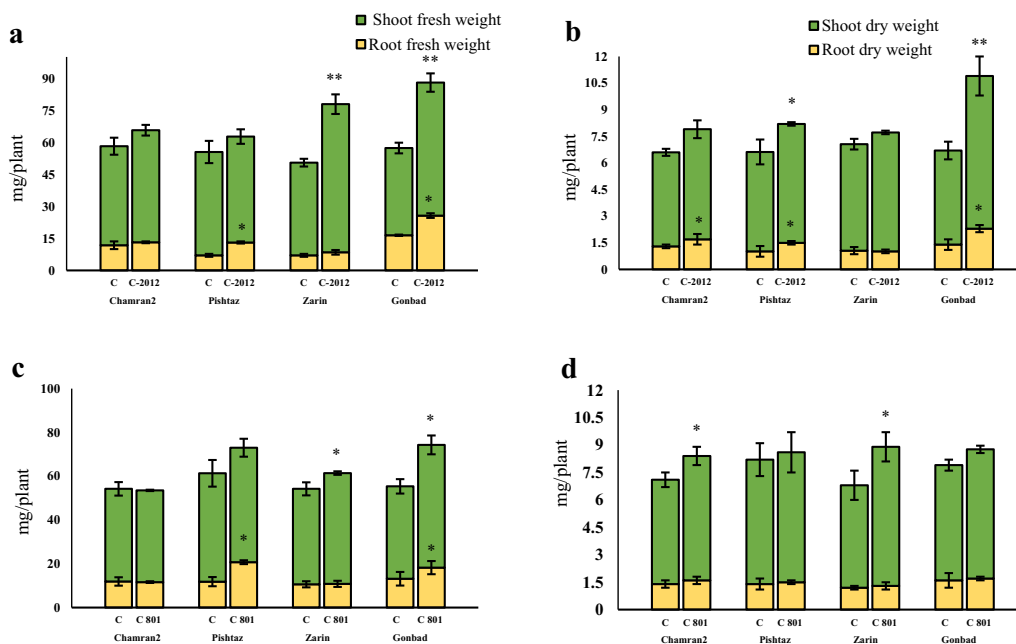 a
Shoot fresh weight
Root fresh weight
mg/plant
90
75
60
45
30
15
0
*
**
*
**
C C-2012 C C-2012 C C-2012 C C-2012
Chamran2 Pishtaz Zarin Gonbad
b
Shoot dry weight
Root dry weight
mg/plant
12
10.5
9
7.5
6
4.5
3
1.5
0
*
*
*
**
*
C C-2012 C C-2012 C C-2012 C C-2012
Chamran2 Pishtaz Zarin Gonbad
c
mg/plant
100
80
60
40
20
0
*
*
*
*
C C 801 C C 801 C C 801 C C 801
Chamran2 Pishtaz Zarin Gonbad
d
mg/plant
12
10.5
9
7.5
6
4.5
3
1.5
0
*
*
C C 801 C C 801 C C 801 C C 801
Chamran2 Pishtaz Zarin Gonbad